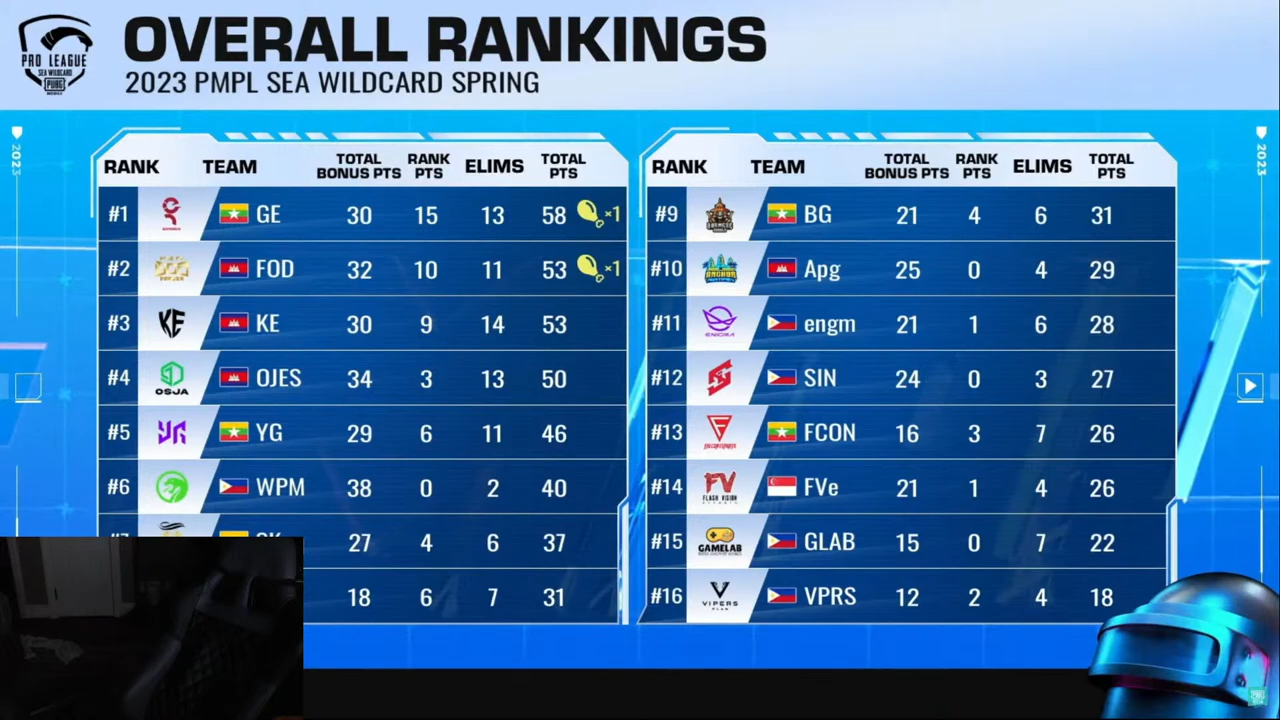 PRO LEAGUE
SEA WILDCARD
PUBG
MOBILE
OVERALL RANKINGS
2023 PMPL SEA WILDCARD SPRING
2023
2023
RANK TEAM TOTAL BONUS PTS RANK PTS ELIMS TOTAL PTS
#1 GE 30 15 13 58 ×1
#2 FOD 32 10 11 53 ×1
#3 KE KE 30 9 14 53
#4 OSJA OJES 34 3 13 50
#5 YG 29 6 11 46
#6 WPM 38 0 2 40
27 4 6 37
18 6 7 31
RANK TEAM TOTAL BONUS PTS RANK PTS ELIMS TOTAL PTS
#9 BG 21 4 6 31
#10 Apg 25 0 4 29
#11 ENIGMA engm 21 1 6 28
#12 SIN 24 0 3 27
#13 FCON 16 3 7 26
#14 FV FLASH VISION FVe 21 1 4 26
#15 GAMELAB GLAB 15 0 7 22
#16 VIPERS VPRS 12 2 4 18